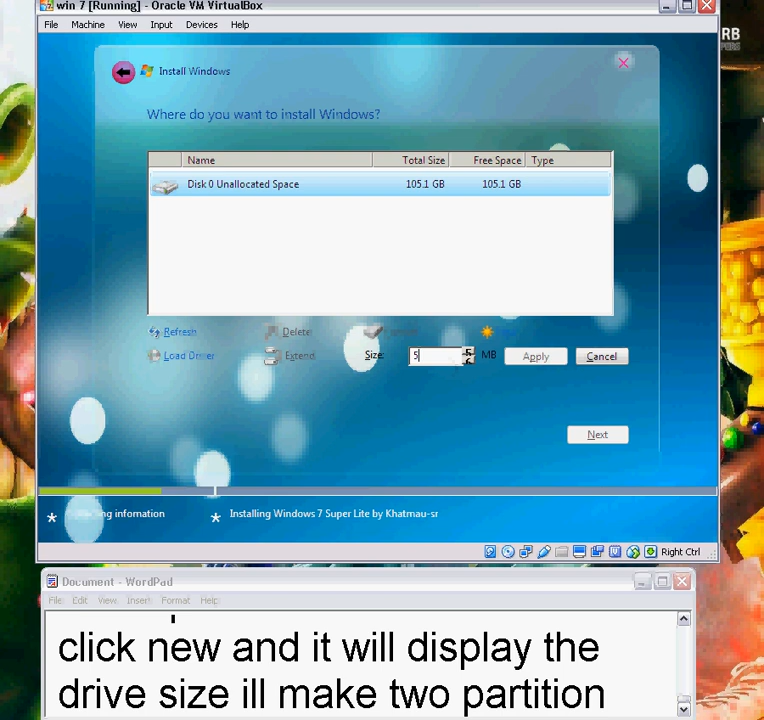 win 7 [Running] - Oracle VM VirtualBox
File Machine View Input Devices Help
RB
Install Windows
Where do you want to install Windows?
Name Total Size Free Space Type
Disk 0 Unallocated Space 105.1 GB 105.1 GB
Refresh Delete
Load Driver Extend Size: 5 MB Apply Cancel
Next
ng infomation Installing Windows 7 Super Lite by Khatmau-sr
Right Ctrl
Document - WordPad
File Edit View Insert Format Help
click new and it will display the
drive size ill make two partition